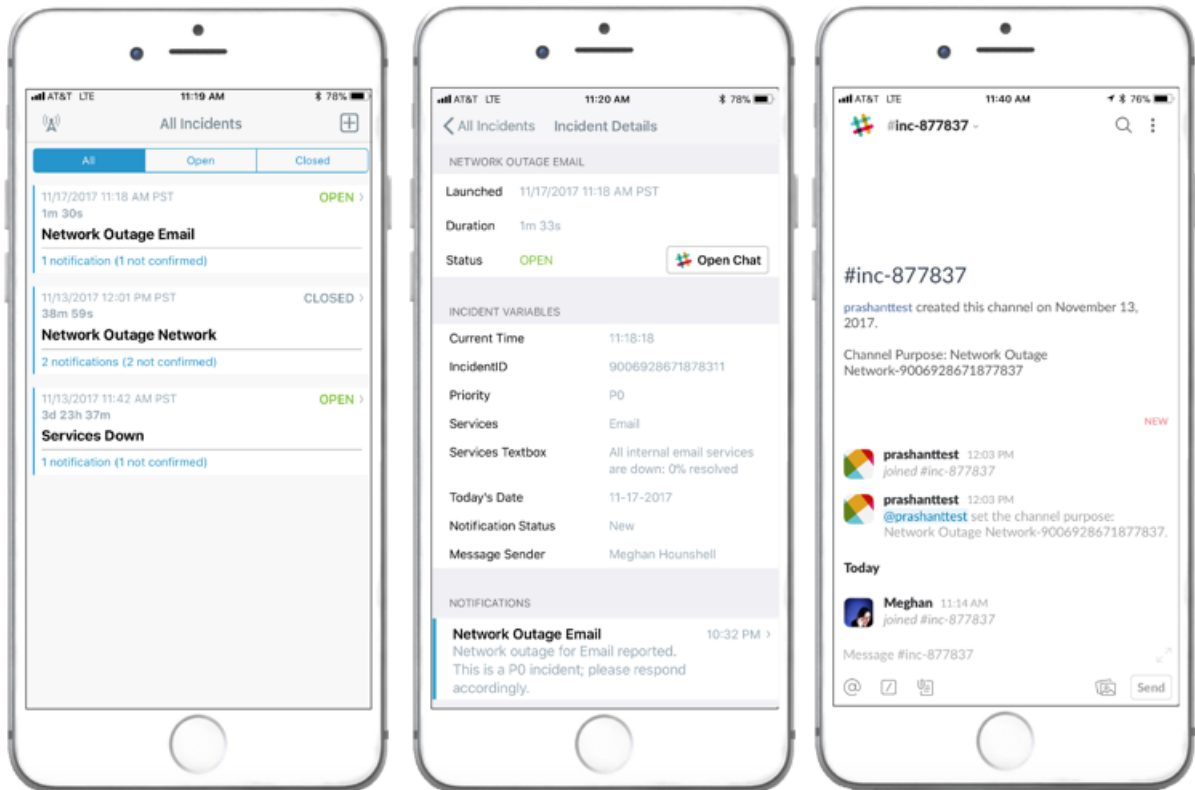 AT&T LTE 11:19 AM 78%
All Incidents
All Open Closed
11/17/2017 11:18 AM PST OPEN
1m 30s
Network Outage Email
1 notification (1 not confirmed)
11/13/2017 12:01 PM PST CLOSED
38m 59s
Network Outage Network
2 notifications (2 not confirmed)
11/13/2017 11:42 AM PST OPEN
3d 23h 37m
Services Down
1 notification (1 not confirmed)
AT&T LTE 11:20 AM 78%
All Incidents Incident Details
NETWORK OUTAGE EMAIL
Launched 11/17/2017 11:18 AM PST
Duration 1m 33s
Status OPEN Open Chat
INCIDENT VARIABLES
Current Time 11:18:18
IncidentID 9006928671878311
Priority P0
Services Email
Services Textbox All internal email services
are down: 0% resolved
Today's Date 11-17-2017
Notification Status New
Message Sender Meghan Hounshell
NOTIFICATIONS
Network Outage Email 10:32 PM
Network outage for Email reported.
This is a P0 incident; please respond
accordingly.
AT&T LTE 11:40 AM 76%
#inc-877837
#inc-877837
prashanttest created this channel on November 13,
2017.
Channel Purpose: Network Outage
Network-9006928671877837
NEW
prashanttest 12:03 PM
joined #inc-877837
prashanttest 12:03 PM
@prashanttest set the channel purpose:
Network Outage Network-9006928671877837.
Today
Meghan 11:14 AM
joined #inc-877837
Message #inc-877837
@ Send